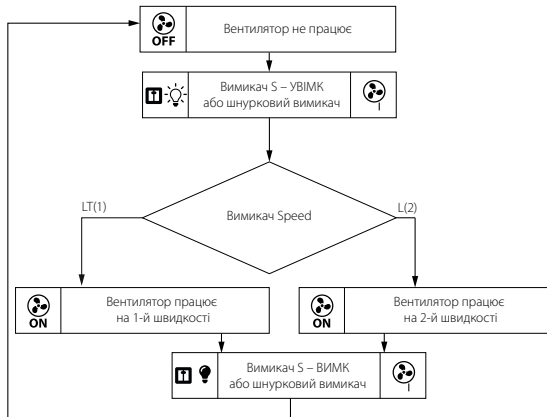 OFF
Вентилятор не працює
Вимикач S – УВІМК
або шнурковий вимикач
LT(1)
Вимикач Speed
L(2)
ON
Вентилятор працює
на 1-й швидкості
ON
Вентилятор працює
на 2-й швидкості
Вимикач S – ВИМК
або шнурковий вимикач